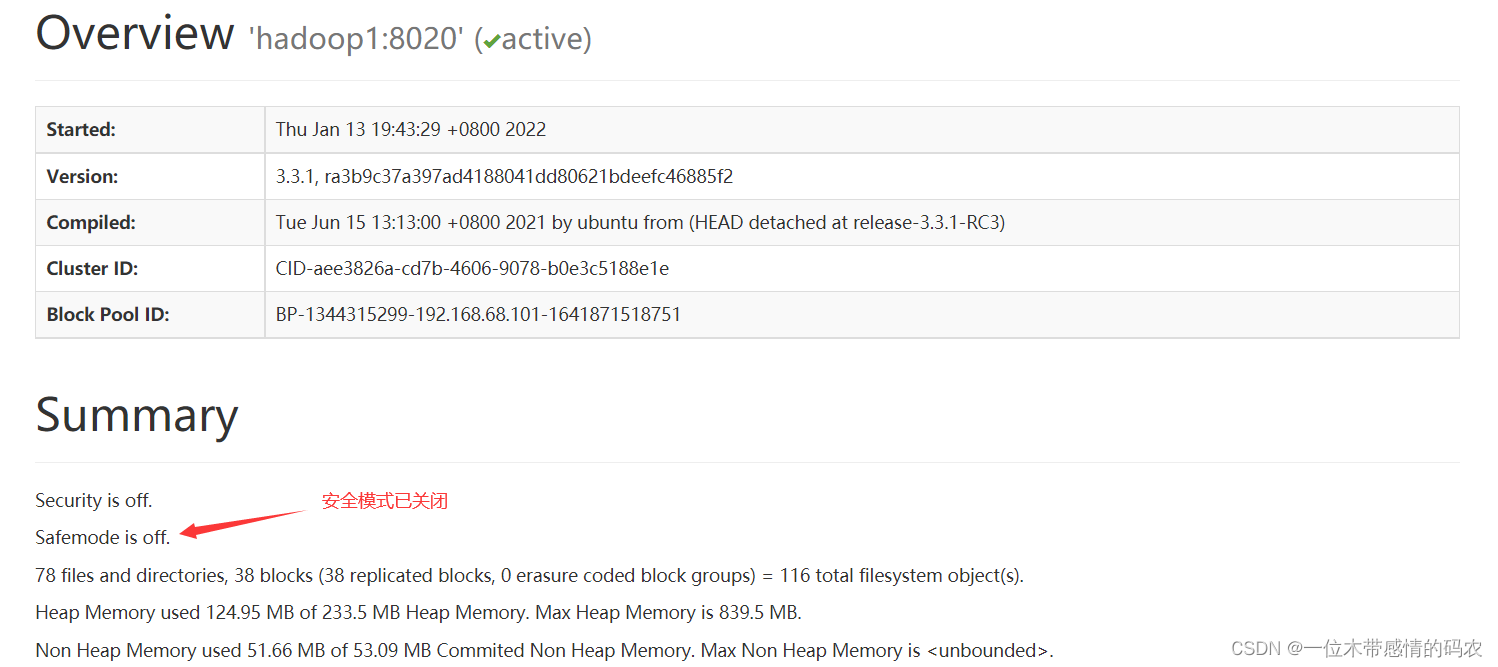 Overview 'hadoop1:8020' (✔active)
Started: Thu Jan 13 19:43:29 +0800 2022
Version: 3.3.1, ra3b9c37a397ad4188041dd80621bdeefc46885f2
Compiled: Tue Jun 15 13:13:00 +0800 2021 by ubuntu from (HEAD detached at release-3.3.1-RC3)
Cluster ID: CID-aee3826a-cd7b-4606-9078-b0e3c5188e1e
Block Pool ID: BP-1344315299-192.168.68.101-1641871518751
Summary
Security is off.
安全模式已关闭
Safemode is off.
78 files and directories, 38 blocks (38 replicated blocks, 0 erasure coded block groups) = 116 total filesystem object(s).
Heap Memory used 124.95 MB of 233.5 MB Heap Memory. Max Heap Memory is 839.5 MB.
Non Heap Memory used 51.66 MB of 53.09 MB Commited Non Heap Memory. Max Non Heap Memory is <unbounded>.
CSDN @一位木带感情的码农